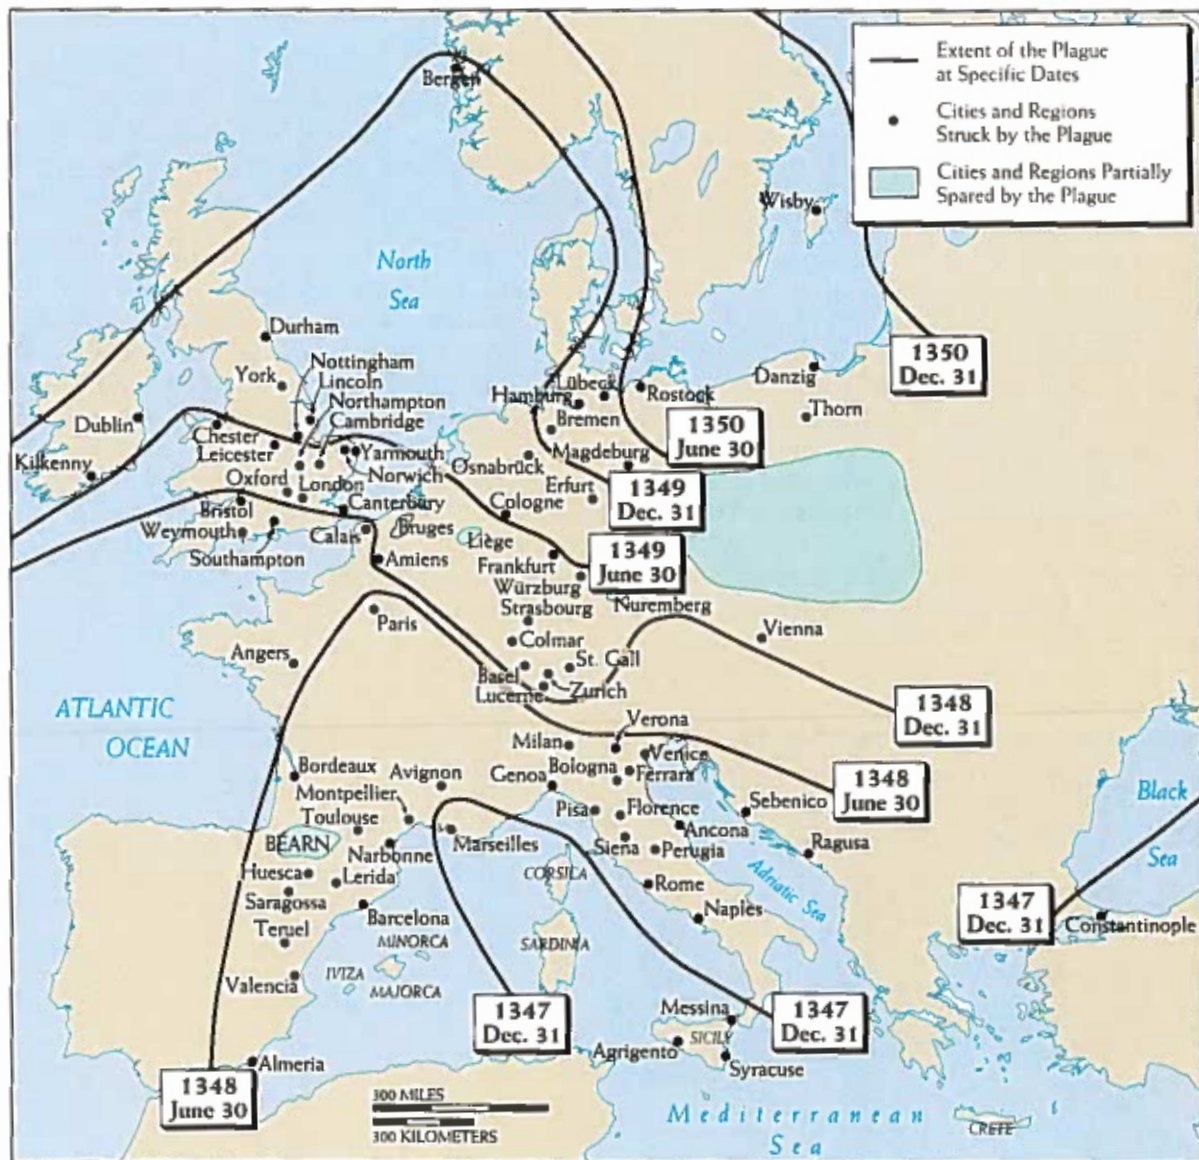 Extent of the Plague
at Specific Dates
Cities and Regions
Struck by the Plague
Cities and Regions Partially
Spared by the Plague
Bergen
Wisby
North
Sea
Durham
Nottingham
Lincoln
York
Northampton
Cambridge
Dublin
Chester
Leicester
Yarmouth
Kilkenny
Oxford
London
Norwich
Bristol
Canterbury
Weymouth
Calais
Bruges
Southampton
Amiens
Liège
Hamburg
Lübeck
Rostock
Bremen
Danzig
Thorn
Magdeburg
Osnabrück
Erfurt
Cologne
1350
Dec. 31
1350
June 30
1349
Dec. 31
1349
June 30
Frankfurt
Würzburg
Strasbourg
Nuremberg
Vienna
Paris
Colmar
Angers
Basel
St. Gall
Lucerne
Zurich
1348
Dec. 31
ATLANTIC
OCEAN
Verona
Milan
Venice
Bordeaux
Avignon
Genoa
Bologna
Ferrara
1348
June 30
Black
Sea
Montpellier
Toulouse
Pisa
Florence
Sebenico
BEARN
Marseilles
Ancona
Narbonne
Siena
Perugia
Ragusa
Huesca
Lerida
CORSICA
Adriatic Sea
Saragossa
Rome
Barcelona
Naples
Teruel
MINORCA
SARDINIA
1347
Dec. 31
Constantinople
Valencia
IVIZA
MAJORCA
1347
Dec. 31
Messina
1347
Dec. 31
SICILY
Agrigento
Syracuse
Almeria
1348
June 30
300 MILES
300 KILOMETERS
Mediterranean
Sea
CRETE